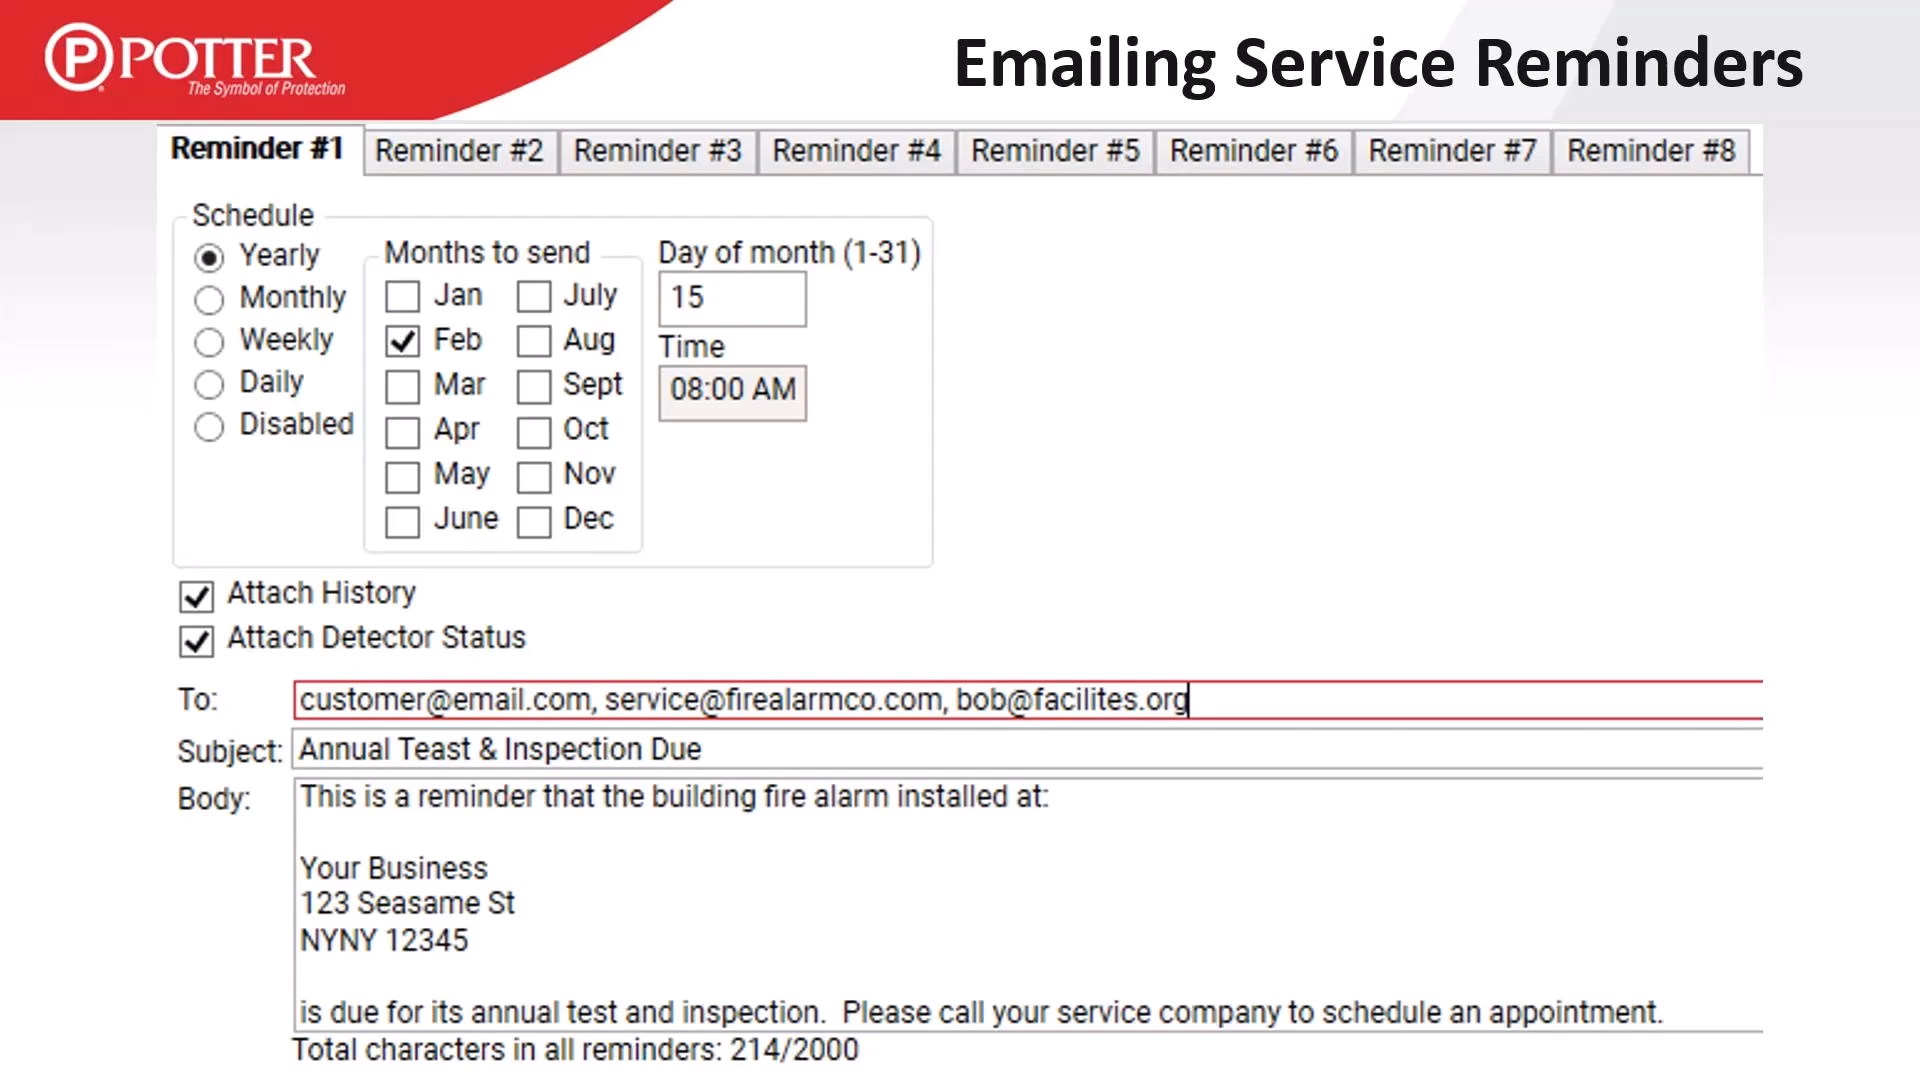 P POTTER
The Symbol of Protection
Emailing Service Reminders
Reminder #1 Reminder #2 Reminder #3 Reminder #4 Reminder #5 Reminder #6 Reminder #7 Reminder #8
Schedule
Yearly
Monthly
Weekly
Daily
Disabled
Months to send
Jan July
Feb Aug
Mar Sept
Apr Oct
May Nov
June Dec
Day of month (1-31)
15
Time
08:00 AM
Attach History
Attach Detector Status
To: customer@email.com, service@firealarmco.com, bob@facilites.org
Subject: Annual Teast & Inspection Due
Body: This is a reminder that the building fire alarm installed at:
Your Business
123 Seasame St
NYNY 12345
is due for its annual test and inspection.  Please call your service company to schedule an appointment.
Total characters in all reminders: 214/2000